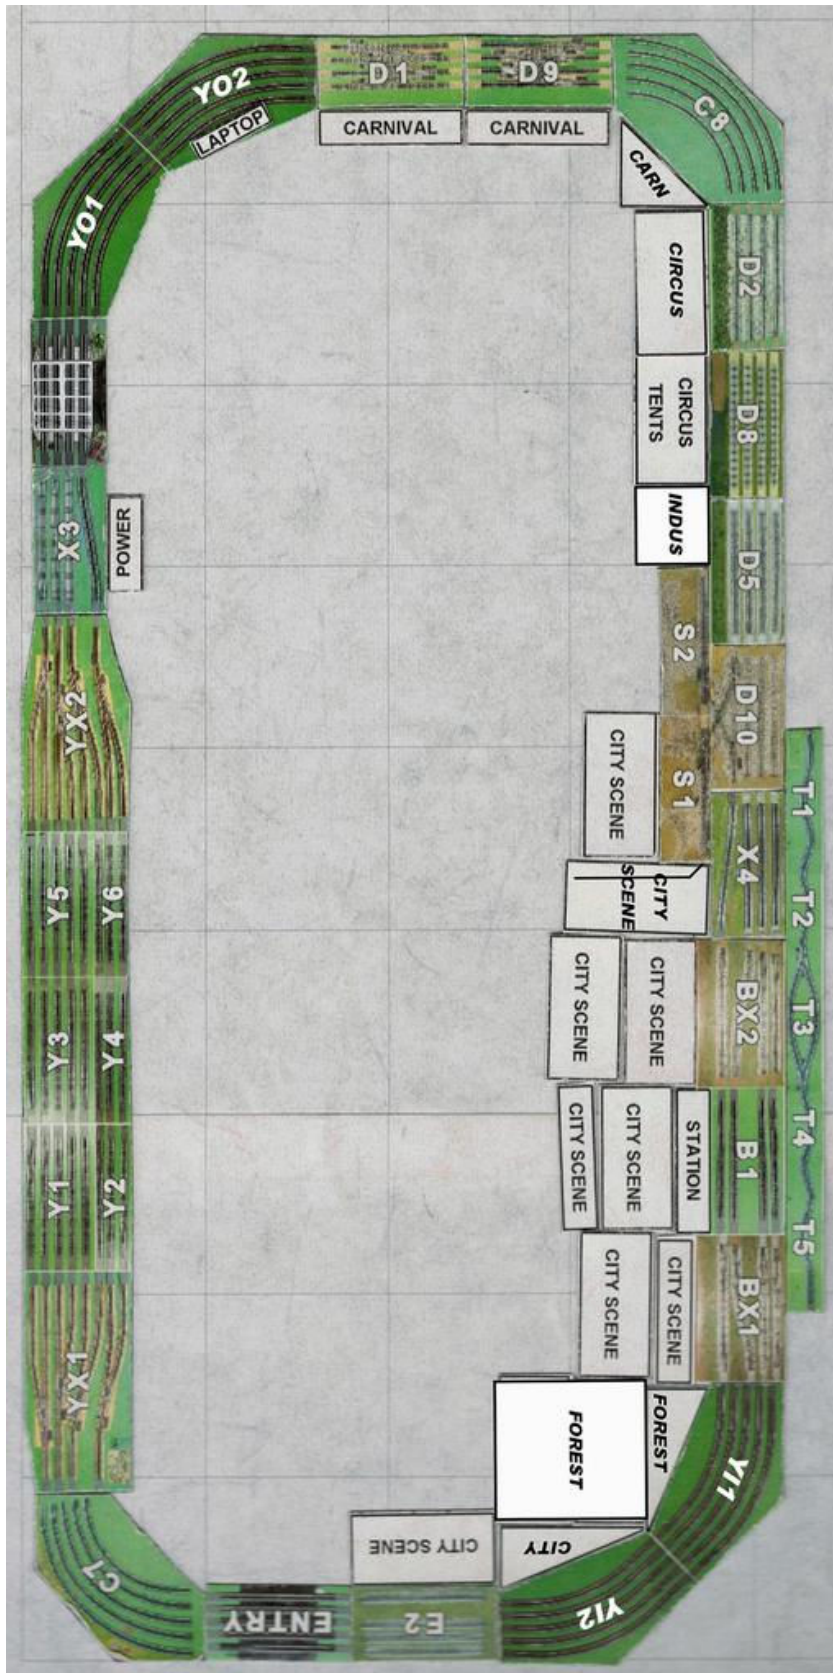 YO2
LAPTOP
D1
D9
CARNIVAL
CARNIVAL
C8
CARN
YO1
CIRCUS
D2
CIRCUS
TENTS
D8
X3
POWER
INDUS
D5
S2
D10
YX2
CITY SCENE
S1
T1
X4
CITY
SCENE
T2
Y5
Y6
CITY SCENE
CITY SCENE
BX2
T3
Y3
Y4
CITY SCENE
CITY SCENE
STATION
B1
T4
Y1
Y2
CITY SCENE
CITY SCENE
BX1
T5
YX1
FOREST
FOREST
YI1
CITY SCENE
CITY
C7
ENTRY
E2
YI2